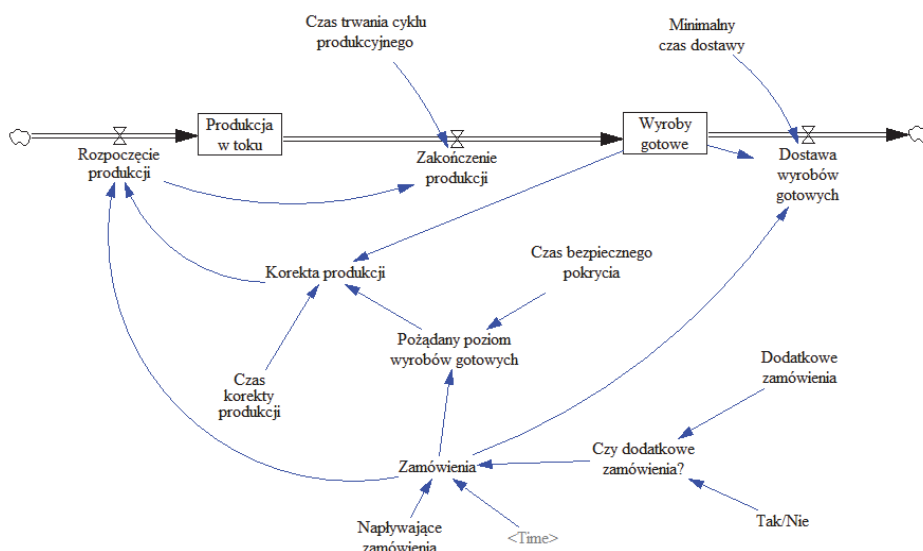 Czas trwania cyklu
produkcyjnego
Minimalny
czas dostawy
Produkcja
w toku
Wyroby
gotowe
Rozpoczęcie
produkcji
Zakończenie
produkcji
Dostawa
wyrobów
gotowych
Korekta produkcji
Czas bezpiecznego
pokrycia
Pożądany poziom
wyrobów gotowych
Czas
korekty
produkcji
Dodatkowe
zamówienia
Zamówienia
Czy dodatkowe
zamówienia?
Napływające
zamówienia
<Time>
Tak/Nie